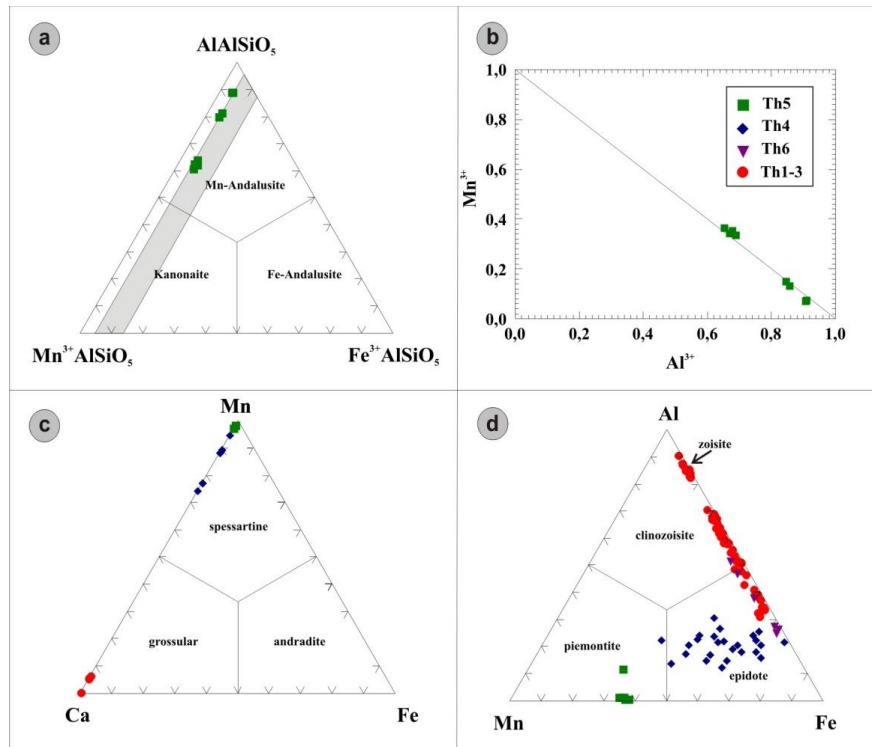 a
AlAlSiO₅
Mn-Andalusite
Kanonaite
Fe-Andalusite
Mn³⁺AlSiO₅
Fe³⁺AlSiO₅
b
1,0
0,8
0,6
0,4
0,2
0,0
Mn³⁺
0,0 0,2 0,4 0,6 0,8 1,0
Al³⁺
Th5
Th4
Th6
Th1-3
c
Mn
spessartine
grossular
andradite
Ca
Fe
d
Al
zoisite
clinozoisite
piemontite
epidote
Mn
Fe